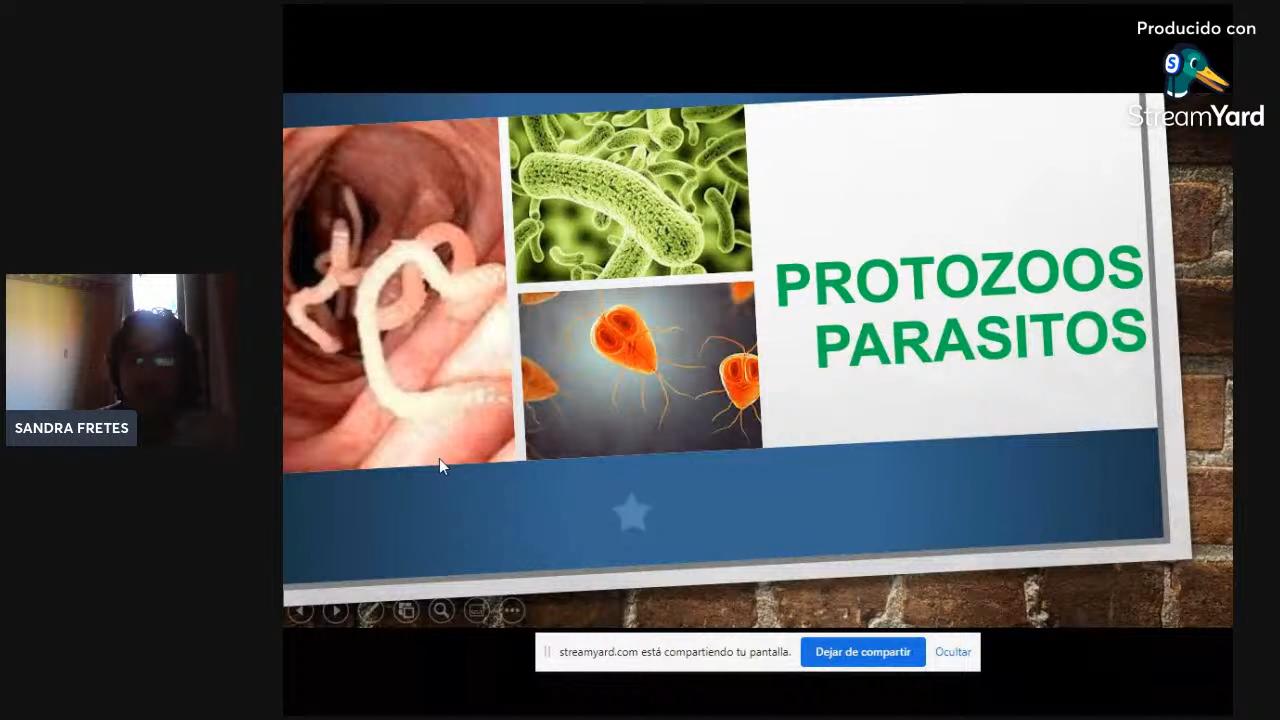 Producido con
S
StreamYard
PROTOZOOS
PARASITOS
SANDRA FRETES
streamyard.com está compartiendo tu pantalla.
Dejar de compartir
Ocultar